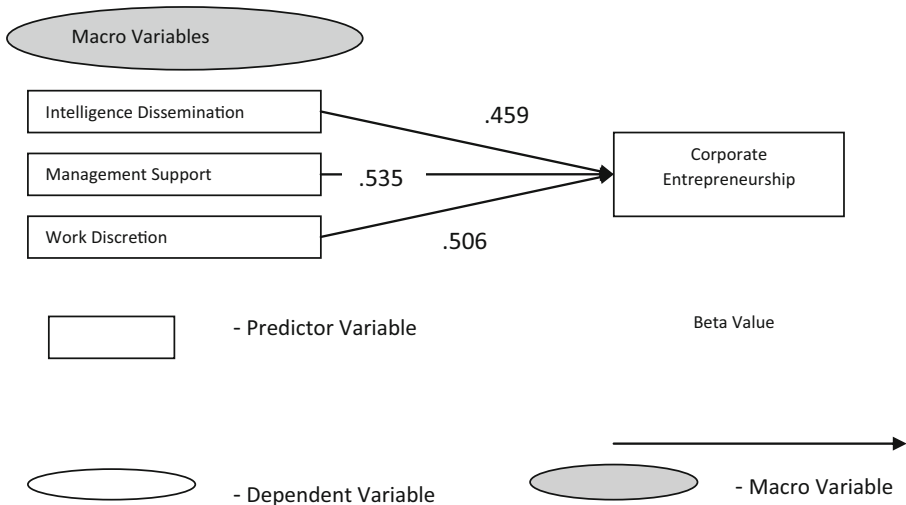 Macro Variables
Intelligence Dissemination
.459
Corporate
Entrepreneurship
Management Support
.535
Work Discretion
.506
- Predictor Variable
Beta Value
- Dependent Variable
- Macro Variable